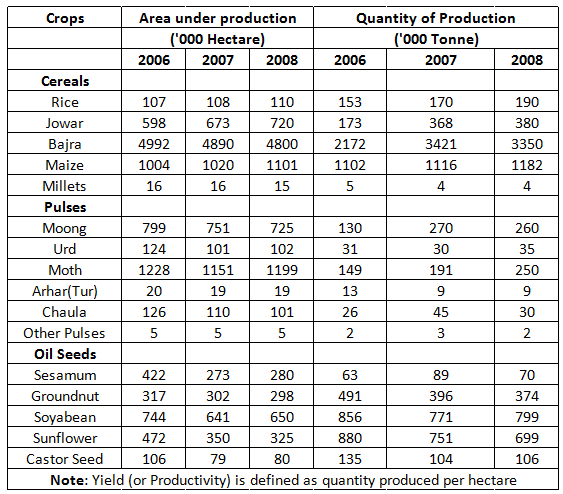 Crops Area under production Quantity of Production
('000 Hectare) ('000 Tonne)
2006 2007 2008 2006 2007 2008
Cereals
Rice 107 108 110 153 170 190
Jowar 598 673 720 173 368 380
Bajra 4992 4890 4800 2172 3421 3350
Maize 1004 1020 1101 1102 1116 1182
Millets 16 16 15 5 4 4
Pulses
Moong 799 751 725 130 270 260
Urd 124 101 102 31 30 35
Moth 1228 1151 1199 149 191 250
Arhar(Tur) 20 19 19 13 9 9
Chaula 126 110 101 26 45 30
Other Pulses 5 5 5 2 3 2
Oil Seeds
Sesamum 422 273 280 63 89 70
Groundnut 317 302 298 491 396 374
Soyabean 744 641 650 856 771 799
Sunflower 472 350 325 880 751 699
Castor Seed 106 79 80 135 104 106
Note: Yield (or Productivity) is defined as quantity produced per hectare